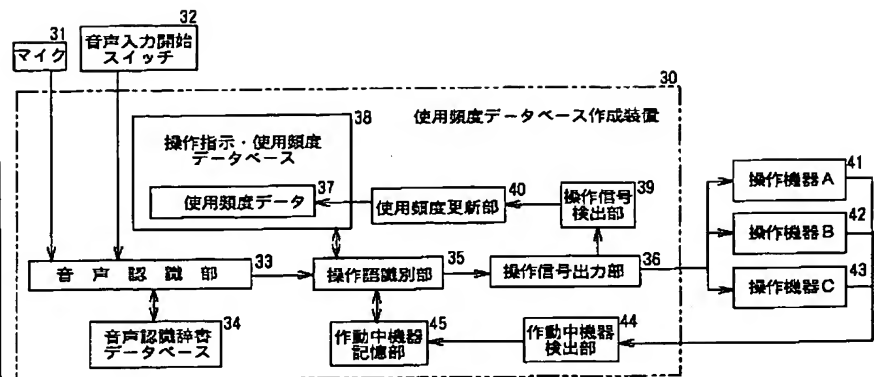 31
マイク
32
音声入力開始
スイッチ
30
使用頻度データベース作成装置
38
操作指示・使用頻度
データベース
37
使用頻度データ
40
使用頻度更新部
39
操作信号
検出部
41
操作機器A
42
操作機器B
43
操作機器C
音声認識部
33
操作語識別部
35
操作信号出力部
36
音声認識辞書
データベース
34
作動中機器
記憶部
45
作動中機器
検出部
44